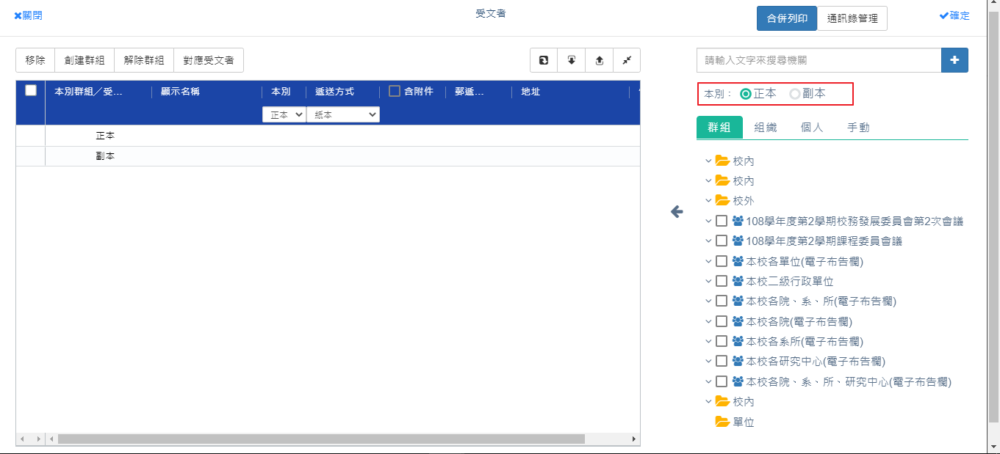 關閉
受文者
合併列印
通訊錄管理
確定
移除
創建群組
解除群組
對應受文者
請輸入文字來搜尋機關
本別群組／受...
顯示名稱
本別
遞送方式
含附件
郵遞...
地址
正本
紙本
正本
副本
本別： 正本 副本
群組
組織
個人
手動
校內
校內
校外
108學年度第2學期校務發展委員會第2次會議
108學年度第2學期課程委員會議
本校各單位(電子布告欄)
本校二級行政單位
本校各院、系、所(電子布告欄)
本校各院(電子布告欄)
本校各系所(電子布告欄)
本校各研究中心(電子布告欄)
本校各院、系、所、研究中心(電子布告欄)
校內
單位